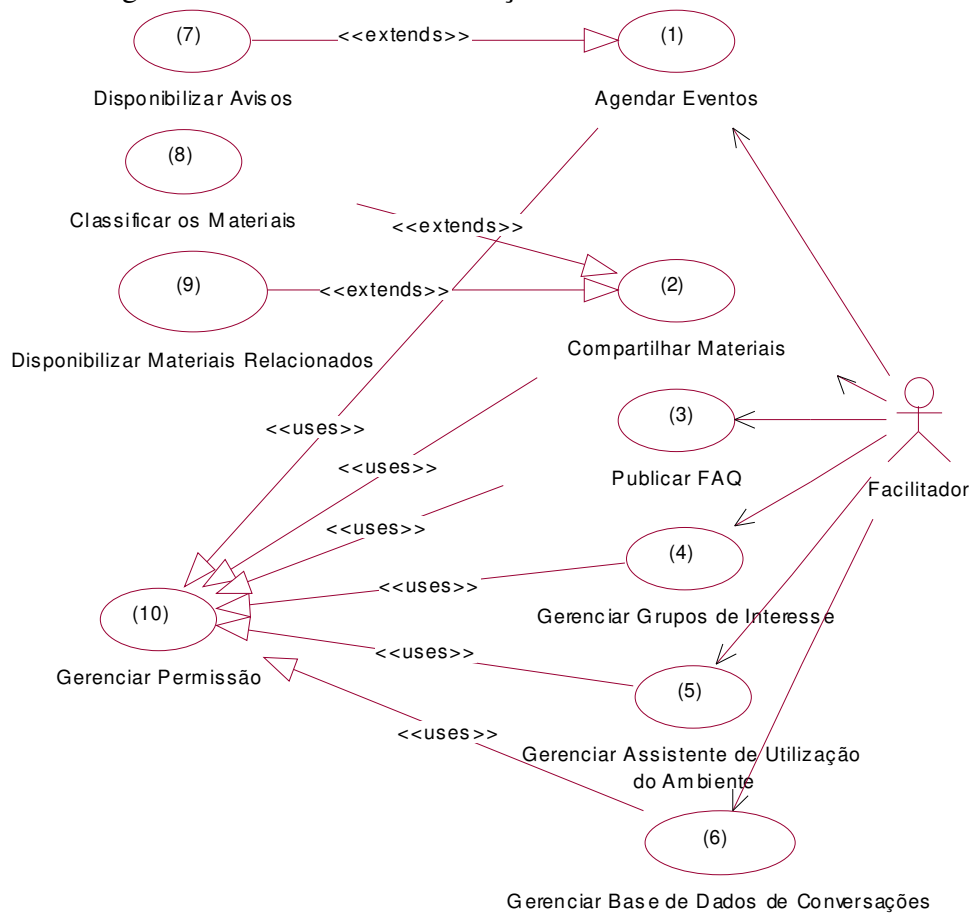 (7)
<<extends>>
(1)
Disponibilizar Avisos
Agendar Eventos
(8)
Classificar os Materiais
<<extends>>
(9)
<<extends>>
(2)
Disponibilizar Materiais Relacionados
Compartilhar Materiais
(3)
<<uses>>
<<uses>>
Publicar FAQ
Facilitador
<<uses>>
(4)
<<uses>>
(10)
Gerenciar Grupos de Interesse
<<uses>>
Gerenciar Permissão
(5)
<<uses>>
Gerenciar Assistente de Utilização
do Ambiente
(6)
Gerenciar Base de Dados de Conversações